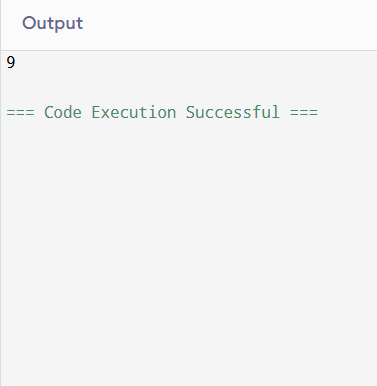 Output
9
=== Code Execution Successful ===